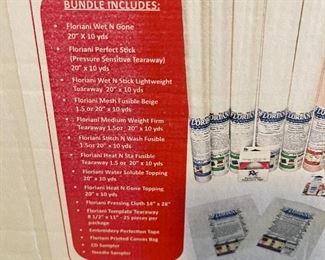 BUNDLE INCLUDES:
• Floriani Wet N Gone
20" X 10 yds
• Floriani Perfect Stick
(Pressure Sensitive Tearaway)
20" x 10 yds
• Floriani Wet N Stick Lightweight
Tearaway 20" x 10 yds
• Floriani Mesh Fusible Beige
1.5 or 20" x 10 yds
• Floriani Medium Weight Firm
Tearaway 1.5or 20" x 10 yds
• Floriani Stitch N Wash Fusible
1.5or 20" x 10 yds
• Floriani Heat N Sta Fusible
Tearaway 1.5 or 20" x 10 yds
• Floriani Water Soluble Topping
20" x 10 yds
• Floriani Heat N Gone Topping
20" x 10 yds
• Floriani Pressing Cloth 14" x 28"
• Floriani Template Tearaway
8 1/2" x 11" - 25 pieces per
package
• Embroidery Perfection Tape
• Floriani Printed Canvas Bag
• CD Sampler
• Needle Sampler